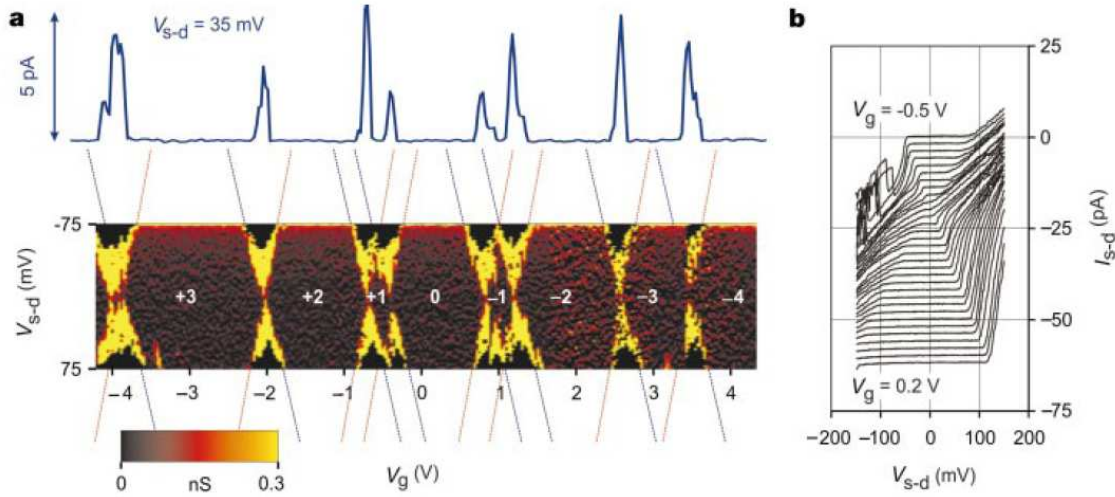 a
V_s-d = 35 mV
5 pA
-75
V_s-d (mV)
75
+3 +2 +1 0 –1 –2 –3 –4
–4 –3 –2 –1 0 1 2 3 4
V_g (V)
0 nS 0.3
b
V_g = -0.5 V
V_g = 0.2 V
25
0
–25
–50
–75
I_s-d (pA)
–200 –100 0 100 200
V_s-d (mV)